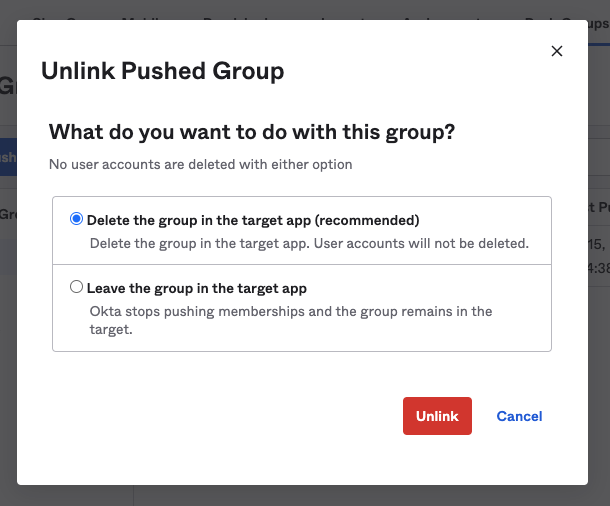 Unlink Pushed Group
What do you want to do with this group?
No user accounts are deleted with either option
Delete the group in the target app (recommended)
Delete the group in the target app. User accounts will not be deleted.
Leave the group in the target app
Okta stops pushing memberships and the group remains in the
target.
Unlink
Cancel